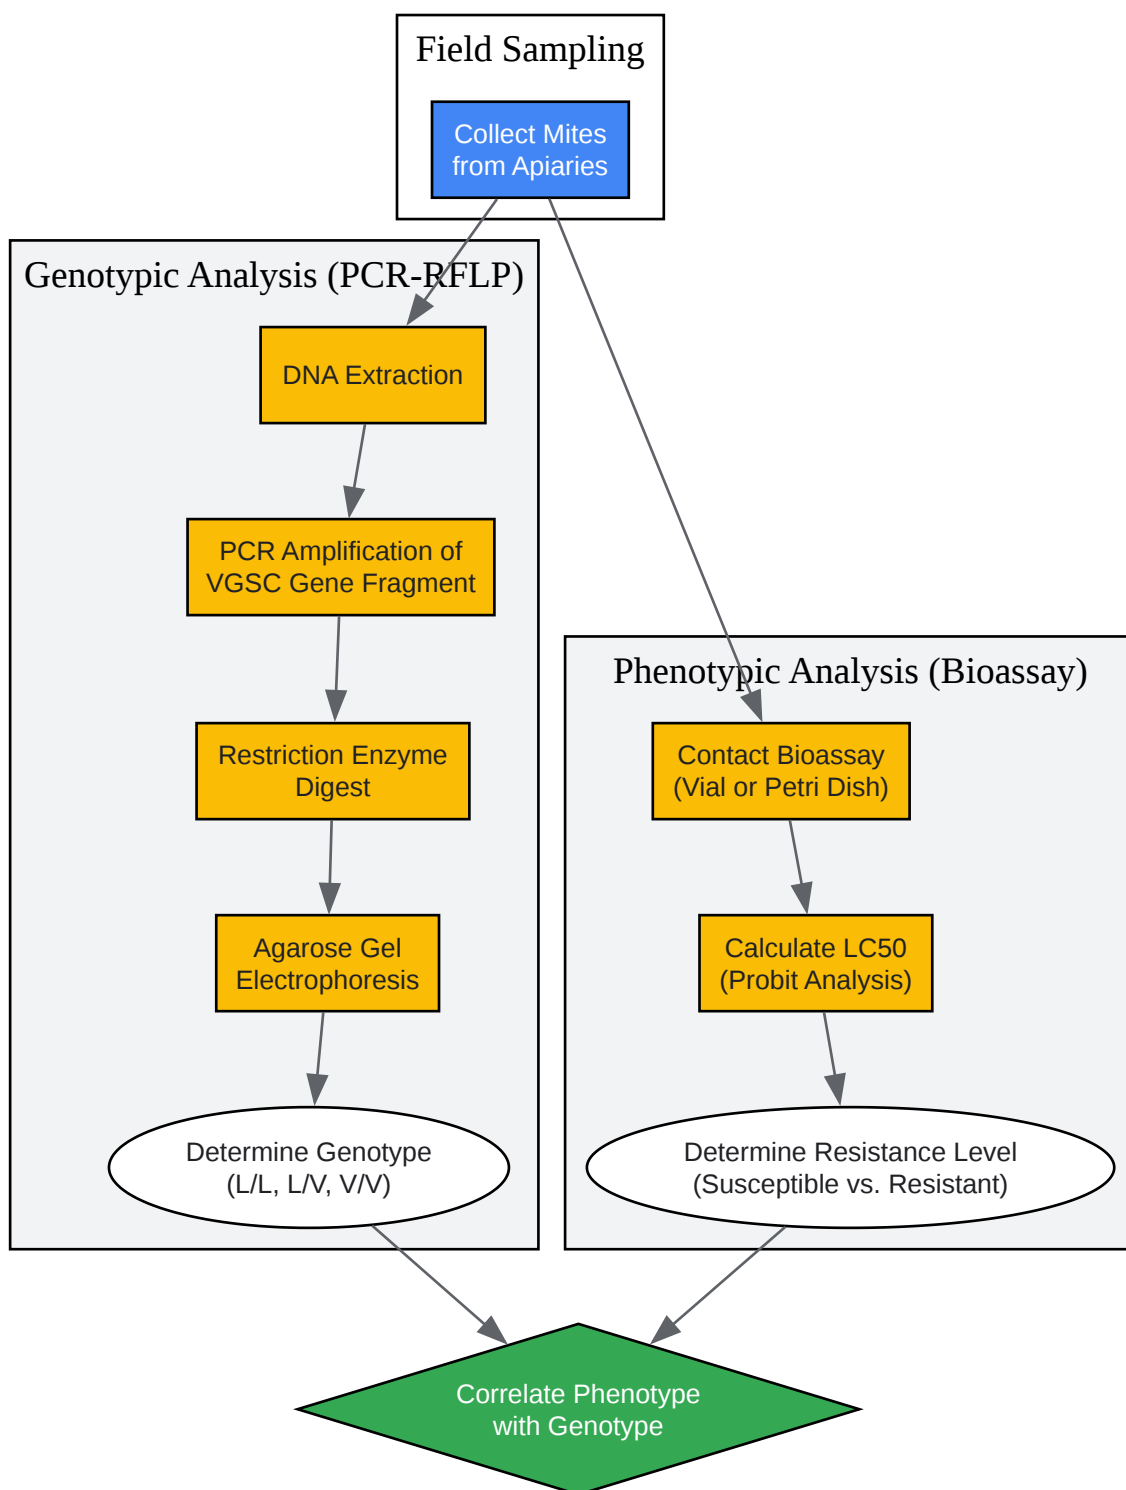 Field Sampling
Collect Mites
from Apiaries
Genotypic Analysis (PCR-RFLP)
DNA Extraction
PCR Amplification of
VGSC Gene Fragment
Restriction Enzyme
Digest
Agarose Gel
Electrophoresis
Determine Genotype
(L/L, L/V, V/V)
Phenotypic Analysis (Bioassay)
Contact Bioassay
(Vial or Petri Dish)
Calculate LC50
(Probit Analysis)
Determine Resistance Level
(Susceptible vs. Resistant)
Correlate Phenotype
with Genotype